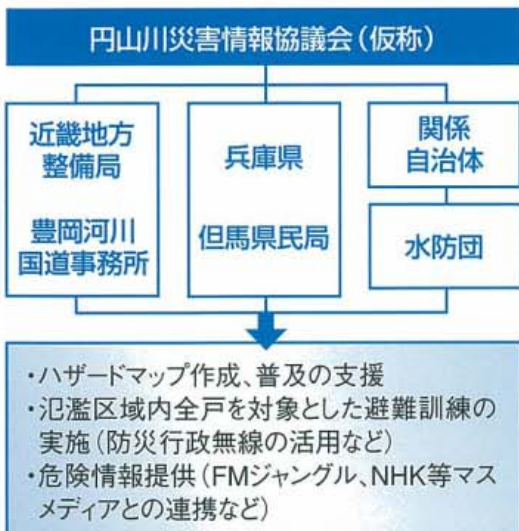 円山川災害情報協議会(仮称)
近畿地方
整備局
豊岡河川
国道事務所
兵庫県
但馬県民局
関係
自治体
水防団
・ハザードマップ作成、普及の支援
・氾濫区域内全戸を対象とした避難訓練の
実施(防災行政無線の活用など)
・危険情報提供(FMジャングル、NHK等マス
メディアとの連携など)